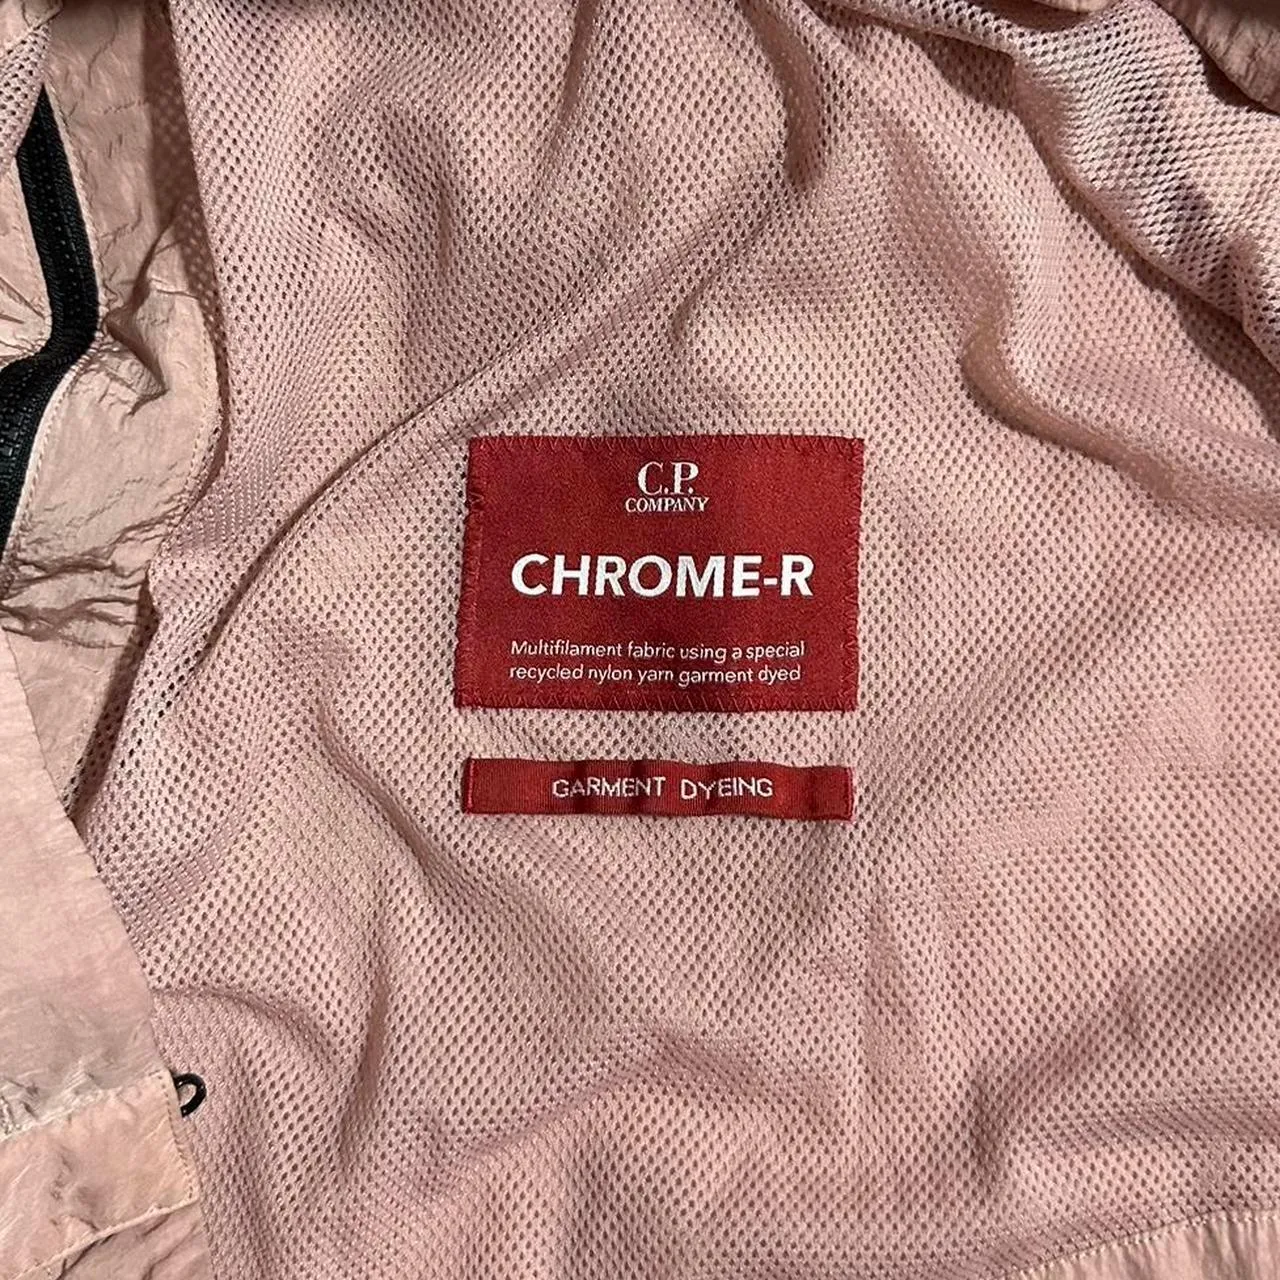 C.P.
COMPANY
CHROME-R
Multifilament fabric using a special
recycled nylon yarn garment dyed
GARMENT DYEING